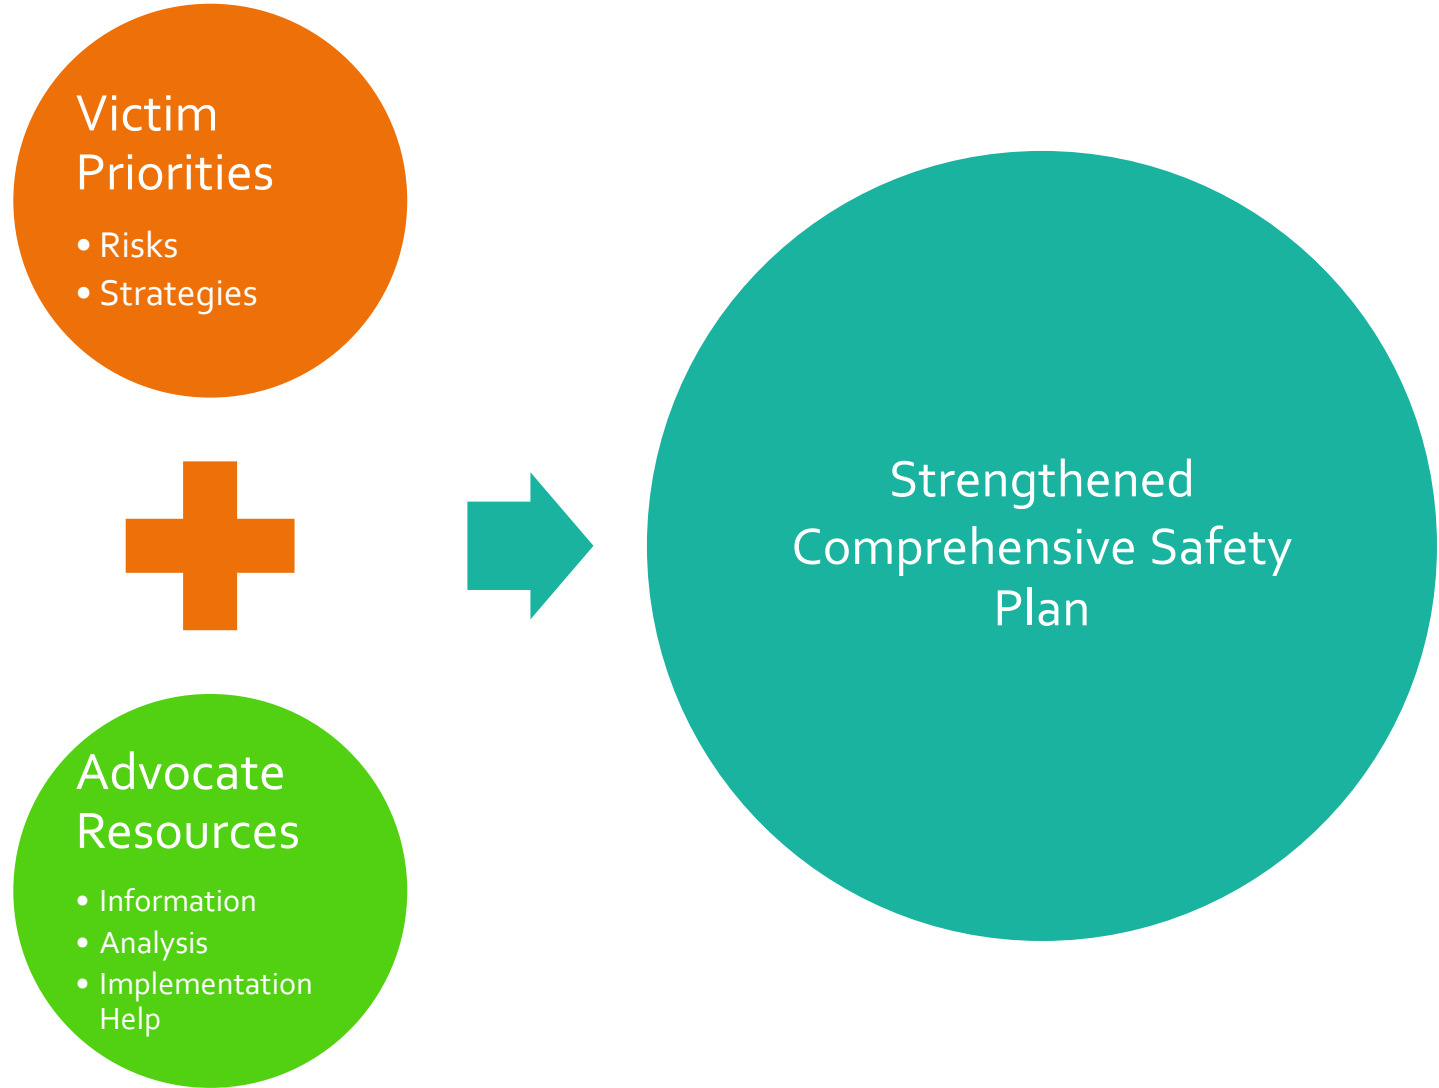 Victim
Priorities
• Risks
• Strategies
Advocate
Resources
• Information
• Analysis
• Implementation
Help
Strengthened
Comprehensive Safety
Plan